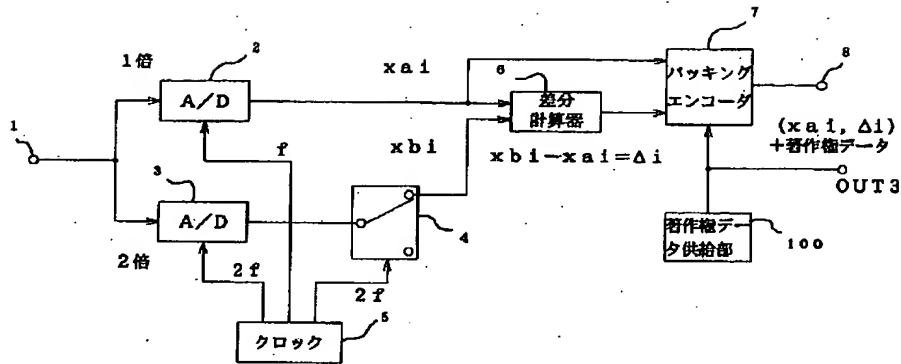 1
1倍
2
A/D
f
3
A/D
2倍
2f
クロック
5
2f
4
xai
xbi
6
差分
計算器
xbi−xai=Δi
7
パッキング
エンコーダ
8
(xai, Δi)
+著作権データ
OUT3
著作権デー
タ供給部
100